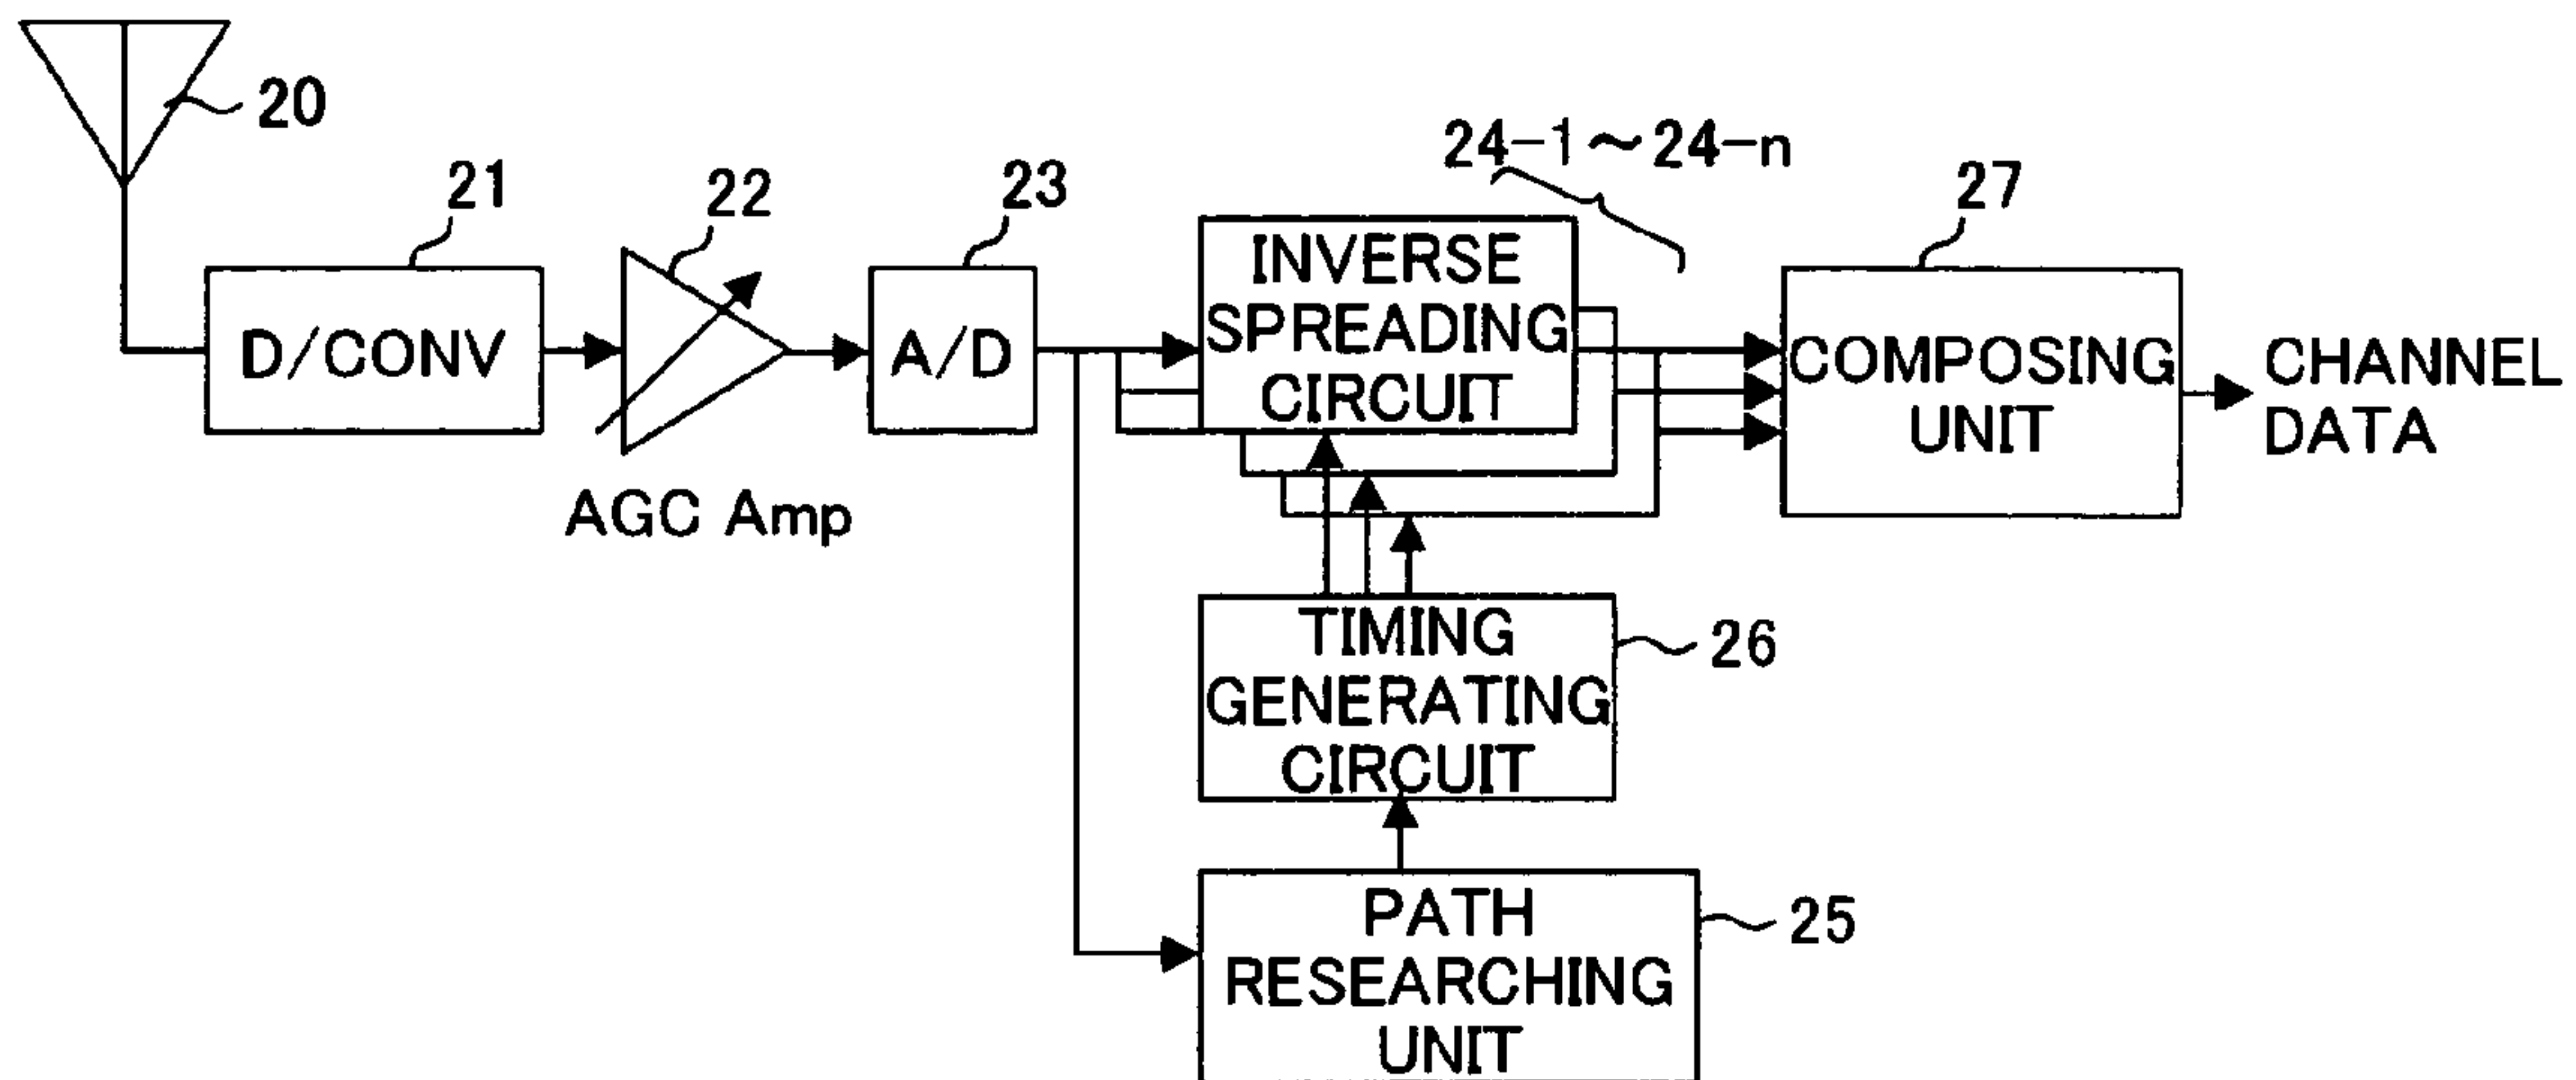 20
21
22
23
24-1~24-n
27
D/CONV
AGC Amp
A/D
INVERSE
SPREADING
CIRCUIT
COMPOSING
UNIT
CHANNEL
DATA
TIMING
GENERATING
CIRCUIT
26
PATH
RESEARCHING
UNIT
25